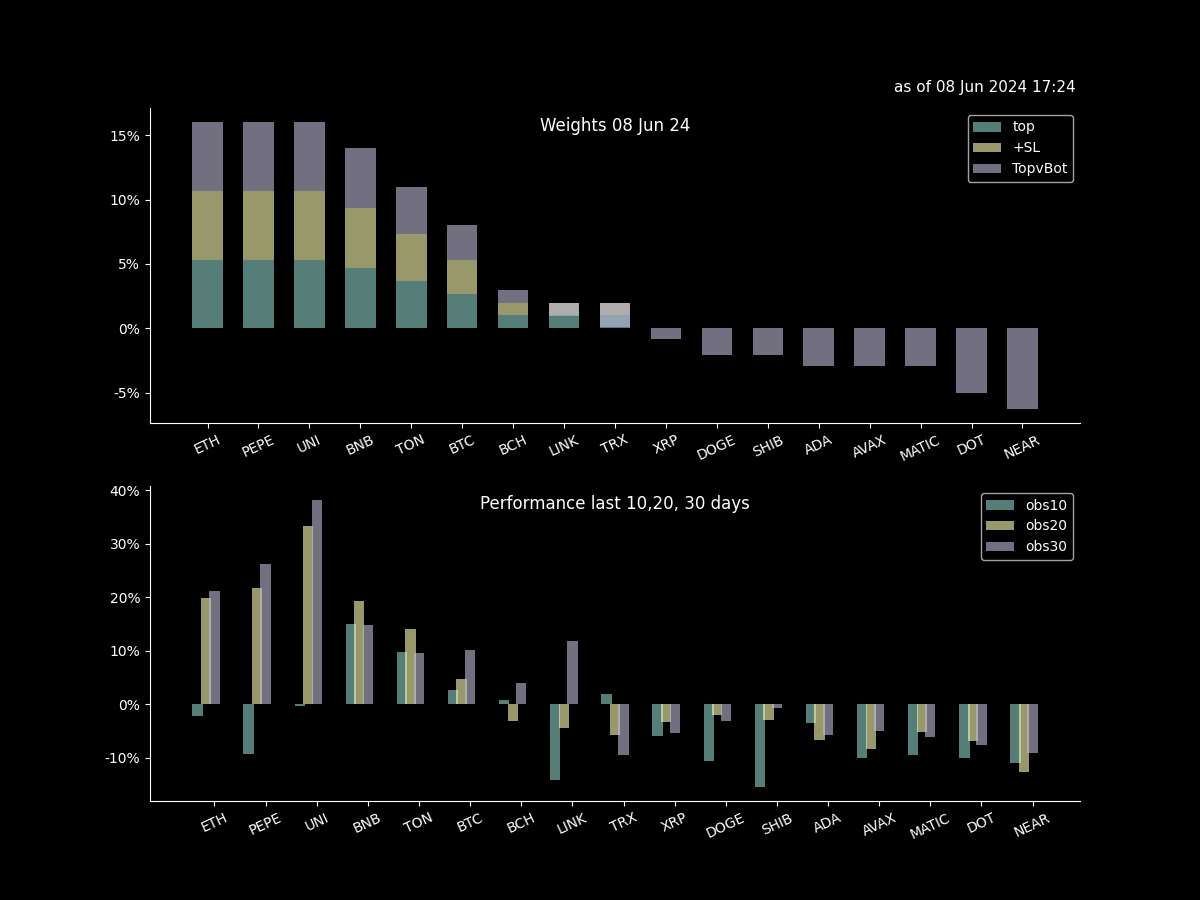 as of 08 Jun 2024 17:24
Weights 08 Jun 24
top
+SL
TopvBot
15%
10%
5%
0%
-5%
ETH PEPE UNI BNB TON BTC BCH LINK TRX XRP DOGE SHIB ADA AVAX MATIC DOT NEAR
Performance last 10,20, 30 days
obs10
obs20
obs30
40%
30%
20%
10%
0%
-10%
ETH PEPE UNI BNB TON BTC BCH LINK TRX XRP DOGE SHIB ADA AVAX MATIC DOT NEAR